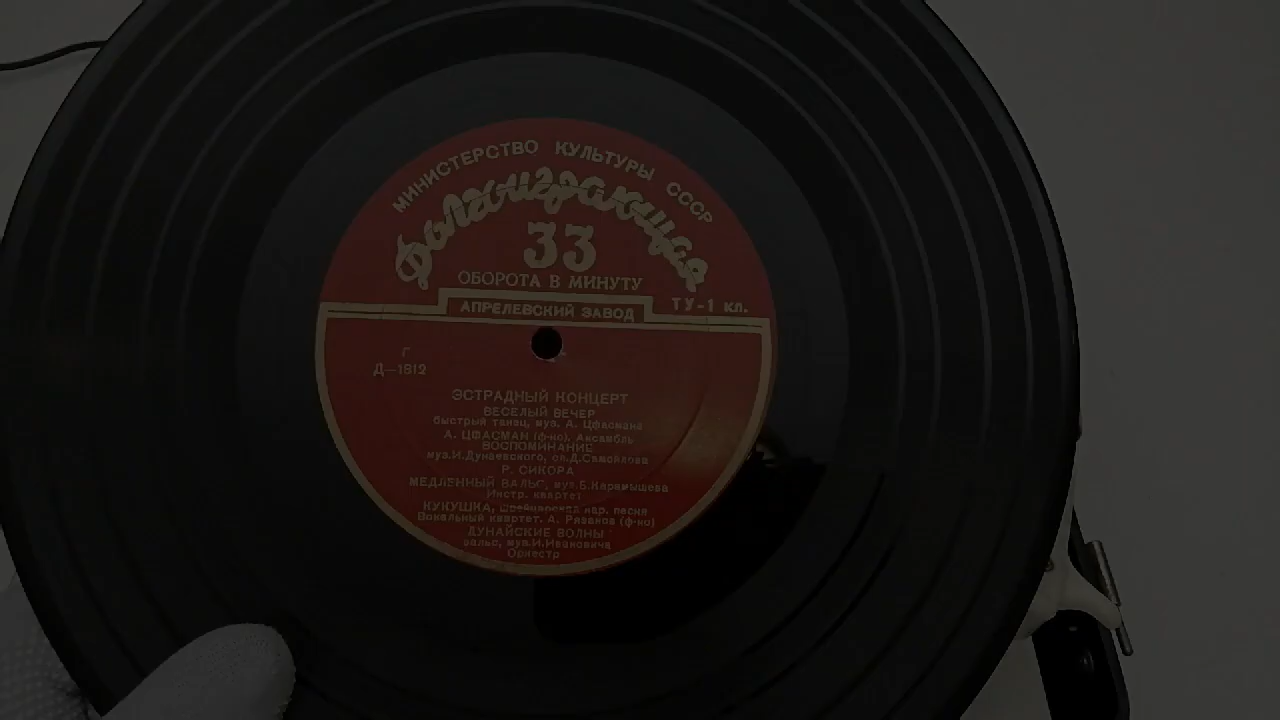 МИНИСТЕРСТВО КУЛЬТУРЫ СССР
Долгоиграющая
33
ОБОРОТА В МИНУТУ
АПРЕЛЕВСКИЙ ЗАВОД
ТУ-1 кл.
Г
Д—1812
ЭСТРАДНЫЙ КОНЦЕРТ
ВЕСЕЛЫЙ ВЕЧЕР
быстрый танец, муз. А. Цфасмана
А. ЦФАСМАН (ф-но), Ансамбль
ВОСПОМИНАНИЕ
муз.И.Дунаевского, сл.Д.Самойлова
Р. СИКОРА
МЕДЛЕННЫЙ ВАЛЬС, муз.Б.Карамышева
Инстр. квартет
КУКУШКА, Швейцарская нар. песня
Вокальный квартет. А. Рязанов (ф-но)
ДУНАЙСКИЕ ВОЛНЫ
вальс, муз.И.Ивановича
Оркестр